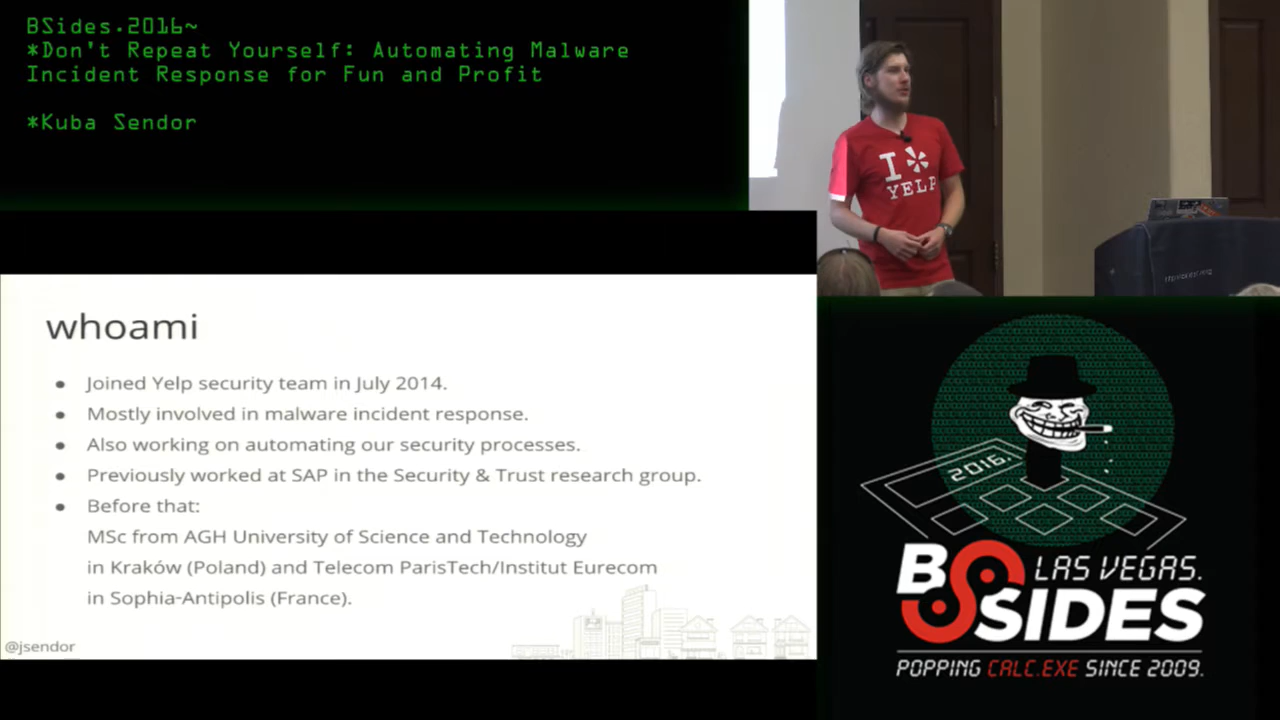 BSides.2016~
*Don't Repeat Yourself: Automating Malware
Incident Response for Fun and Profit
*Kuba Sendor
I
YELP
whoami
● Joined Yelp security team in July 2014.
● Mostly involved in malware incident response.
● Also working on automating our security processes.
● Previously worked at SAP in the Security & Trust research group.
● Before that:
MSc from AGH University of Science and Technology
in Kraków (Poland) and Telecom ParisTech/Institut Eurecom
in Sophia-Antipolis (France).
@jsendor
2016.
BSIDES
LAS VEGAS.
POPPING CALC.EXE SINCE 2009.